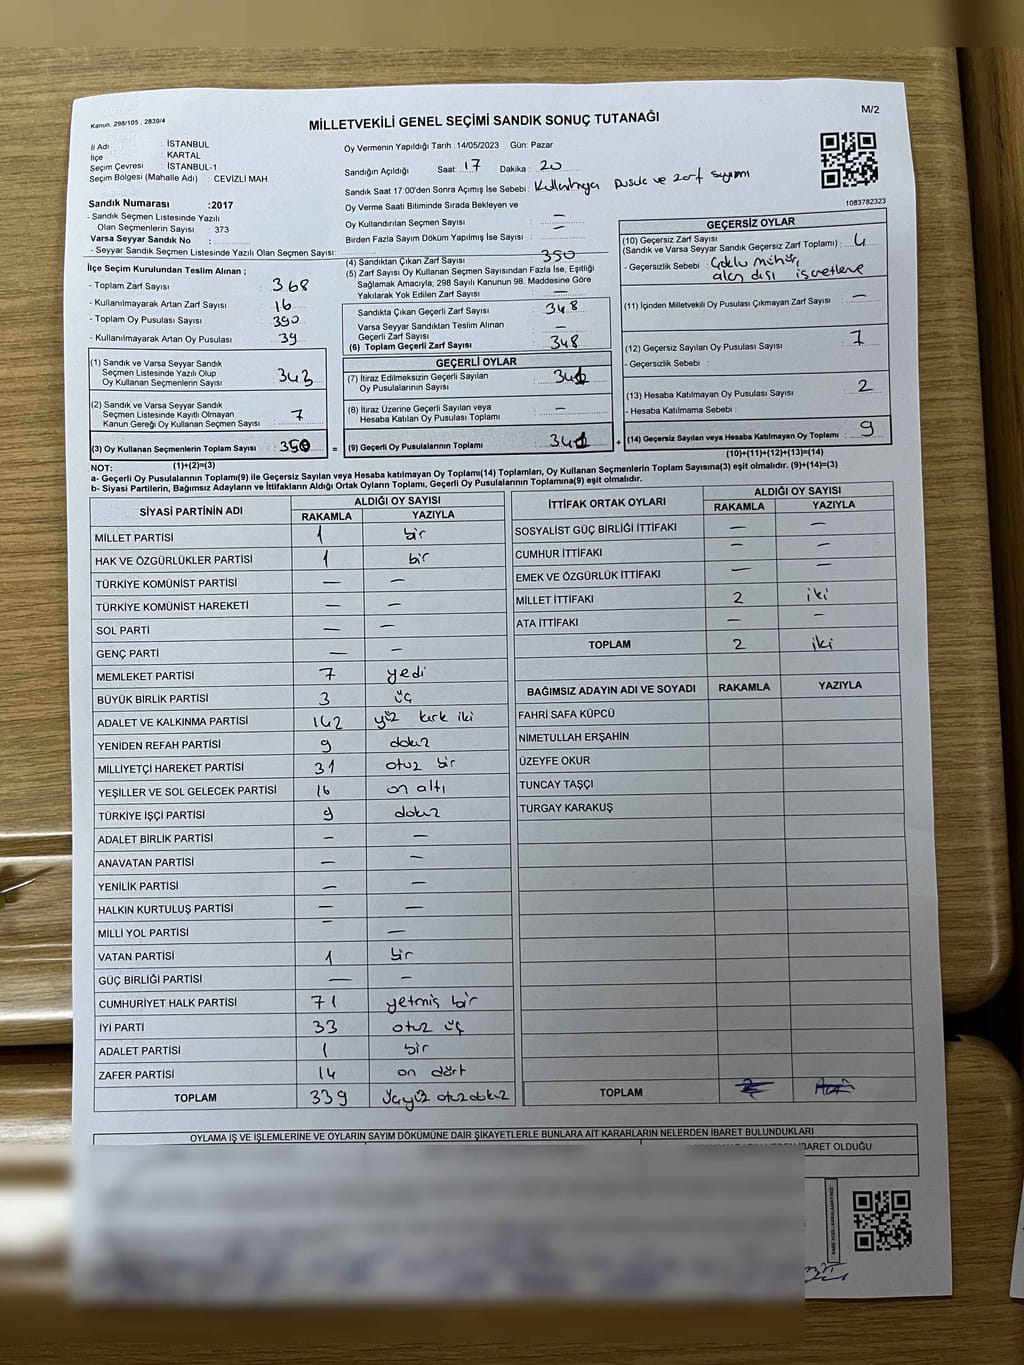 Kanun. 298/105 , 2839/4
M/2
MİLLETVEKİLİ GENEL SEÇİMİ SANDIK SONUÇ TUTANAĞI
İl Adı : İSTANBUL
İlçe : KARTAL
Seçim Çevresi : İSTANBUL-1
Seçim Bölgesi (Mahalle Adı) : CEVİZLİ MAH.
Sandık Numarası :2017
- Sandık Seçmen Listesinde Yazılı
Olan Seçmenlerin Sayısı : 373
Varsa Seyyar Sandık No :
- Seyyar Sandık Seçmen Listesinde Yazılı Olan Seçmen Sayısı:
İlçe Seçim Kurulundan Teslim Alınan ;
- Toplam Zarf Sayısı : 368
- Kullanılmayarak Artan Zarf Sayısı : 16
- Toplam Oy Pusulası Sayısı : 390
- Kullanılmayarak Artan Oy Pusulası : 39
(1) Sandık ve Varsa Seyyar Sandık
Seçmen Listesinde Yazılı Olup
Oy Kullanan Seçmenlerin Sayısı : 343
(2) Sandık ve Varsa Seyyar Sandık
Seçmen Listesinde Kayıtlı Olmayan
Kanun Gereği Oy Kullanan Seçmen Sayısı : 7
(3) Oy Kullanan Seçmenlerin Toplam Sayısı : 350
(1)+(2)=(3)
Oy Vermenin Yapıldığı Tarih :14/05/2023 Gün: Pazar
Sandığın Açıldığı Saat: 17 Dakika : 20
Sandık Saat 17.00'den Sonra Açımış İse Sebebi : Kullanılmayan pusula ve zarf sayımı
Oy Verme Saati Bitiminde Sırada Bekleyen ve
Oy Kullandırılan Seçmen Sayısı : —
Birden Fazla Sayım Döküm Yapılmış İse Sayısı : —
(4) Sandıktan Çıkan Zarf Sayısı : 350
(5) Zarf Sayısı Oy Kullanan Seçmen Sayısından Fazla İse, Eşitliği
Sağlamak Amacıyla; 298 Sayılı Kanunun 98. Maddesine Göre
Yakılarak Yok Edilen Zarf Sayısı : —
Sandıkta Çıkan Geçerli Zarf Sayısı : 348
Varsa Seyyar Sandıktan Teslim Alınan
Geçerli Zarf Sayısı : —
(6) Toplam Geçerli Zarf Sayısı : 348
GEÇERLİ OYLAR
(7) İtiraz Edilmeksizin Geçerli Sayılan
Oy Pusulalarının Sayısı : 341
(8) İtiraz Üzerine Geçerli Sayılan veya
Hesaba Katılan Oy Pusulası Toplamı : —
= (9) Geçerli Oy Pusulalarının Toplamı : 341 +
1083782323
GEÇERSİZ OYLAR
(10) Geçersiz Zarf Sayısı
(Sandık ve Varsa Seyyar Sandık Geçersiz Zarf Toplamı) : 4
- Geçersizlik Sebebi : Çoklu mühür,
alan dışı işaretleme
(11) İçinden Milletvekili Oy Pusulası Çıkmayan Zarf Sayısı : —
(12) Geçersiz Sayılan Oy Pusulası Sayısı : 7
- Geçersizlik Sebebi :
(13) Hesaba Katılmayan Oy Pusulası Sayısı : 2
- Hesaba Katılmama Sebebi :
(14) Geçersiz Sayılan veya Hesaba Katılmayan Oy Toplamı : 9
(10)+(11)+(12)+(13)=(14)
NOT:
a- Geçerli Oy Pusulalarının Toplamı(9) ile Geçersiz Sayılan veya Hesaba katılmayan Oy Toplamı(14) Toplamları, Oy Kullanan Seçmenlerin Toplam Sayısına(3) eşit olmalıdır. (9)+(14)=(3)
b- Siyasi Partilerin, Bağımsız Adayların ve İttifakların Aldığı Ortak Oyların Toplamı, Geçerli Oy Pusulalarının Toplamına(9) eşit olmalıdır.
SİYASİ PARTİNİN ADI ALDIĞI OY SAYISI
RAKAMLA YAZIYLA
MİLLET PARTİSİ 1 bir
HAK VE ÖZGÜRLÜKLER PARTİSİ 1 bir
TÜRKİYE KOMÜNİST PARTİSİ — —
TÜRKİYE KOMÜNİST HAREKETİ — —
SOL PARTİ — —
GENÇ PARTİ — —
MEMLEKET PARTİSİ 7 yedi
BÜYÜK BİRLİK PARTİSİ 3 üç
ADALET VE KALKINMA PARTİSİ 142 yüz kırk iki
YENİDEN REFAH PARTİSİ 9 dokuz
MİLLİYETÇİ HAREKET PARTİSİ 31 otuz bir
YEŞİLLER VE SOL GELECEK PARTİSİ 16 on altı
TÜRKİYE İŞÇİ PARTİSİ 9 dokuz
ADALET BİRLİK PARTİSİ — —
ANAVATAN PARTİSİ — —
YENİLİK PARTİSİ — —
HALKIN KURTULUŞ PARTİSİ — —
MİLLİ YOL PARTİSİ — —
VATAN PARTİSİ 1 bir
GÜÇ BİRLİĞİ PARTİSİ — —
CUMHURİYET HALK PARTİSİ 71 yetmiş bir
İYİ PARTİ 33 otuz üç
ADALET PARTİSİ 1 bir
ZAFER PARTİSİ 14 on dört
TOPLAM 339 üçyüz otuzdokuz
İTTİFAK ORTAK OYLARI ALDIĞI OY SAYISI
RAKAMLA YAZIYLA
SOSYALİST GÜÇ BİRLİĞİ İTTİFAKI — —
CUMHUR İTTİFAKI — —
EMEK VE ÖZGÜRLÜK İTTİFAKI — —
MİLLET İTTİFAKI 2 iki
ATA İTTİFAKI — —
TOPLAM 2 iki
BAĞIMSIZ ADAYIN ADI VE SOYADI RAKAMLA YAZIYLA
FAHRİ SAFA KÜPCÜ
NİMETULLAH ERŞAHİN
ÜZEYFE OKUR
TUNCAY TAŞÇI
TURGAY KARAKUŞ
TOPLAM
OYLAMA İŞ VE İŞLEMLERİNE VE OYLARIN SAYIM DÖKÜMÜNE DAİR ŞİKAYETLERLE BUNLARA AİT KARARLARIN NELERDEN İBARET BULUNDUKLARI
İBARET OLDUĞU